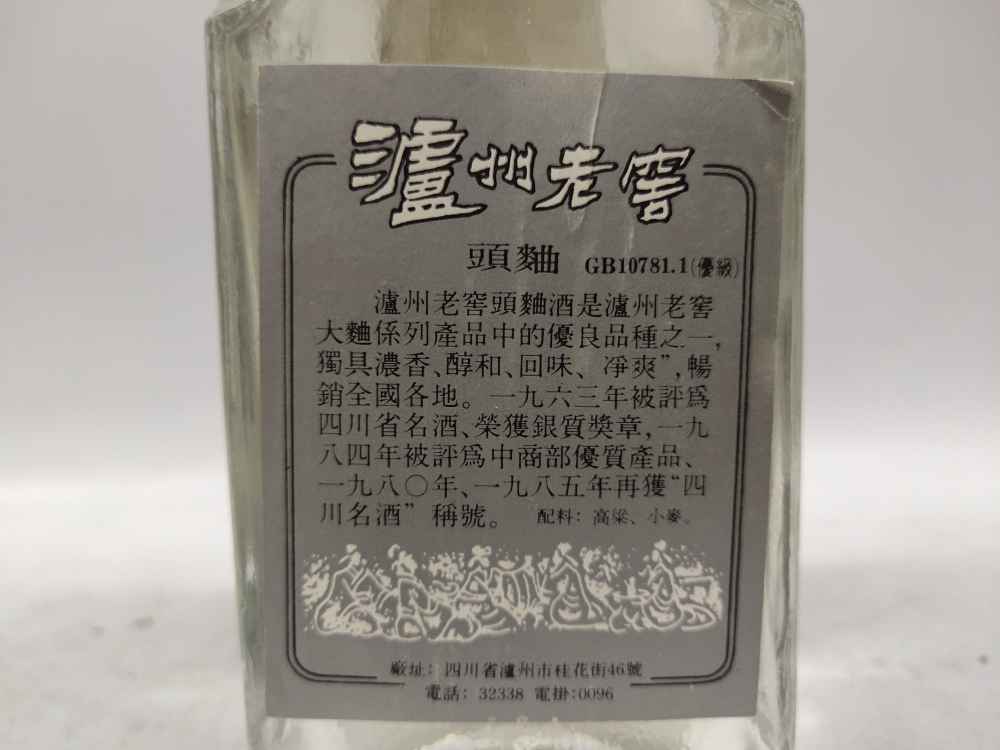 瀘州老窖
頭麯 GB10781.1(優級)
瀘州老窖頭麯酒是瀘州老窖
大麯係列產品中的優良品種之一,
獨具濃香、醇和、回味、凈爽",暢
銷全國各地。一九六三年被評爲
四川省名酒、榮獲銀質獎章,一九
八四年被評爲中商部優質產品、
一九八〇年、一九八五年再獲“四
川名酒”稱號。 配料：高粱、小麥。
廠址：四川省瀘州市桂花街46號
電話：32338 電掛:0096